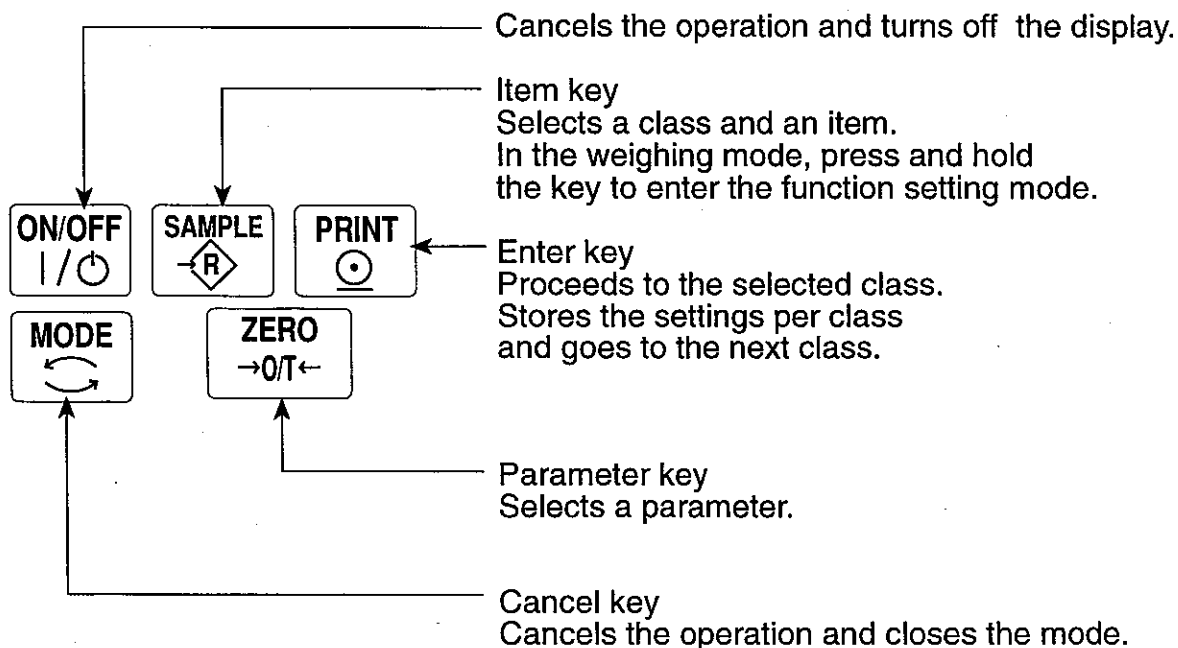 Cancels the operation and turns off the display.
Item key
Selects a class and an item.
In the weighing mode, press and hold
the key to enter the function setting mode.
ON/OFF
I/⏻
SAMPLE
→R
PRINT
Enter key
Proceeds to the selected class.
Stores the settings per class
and goes to the next class.
MODE
ZERO
→0/T←
Parameter key
Selects a parameter.
Cancel key
Cancels the operation and closes the mode.